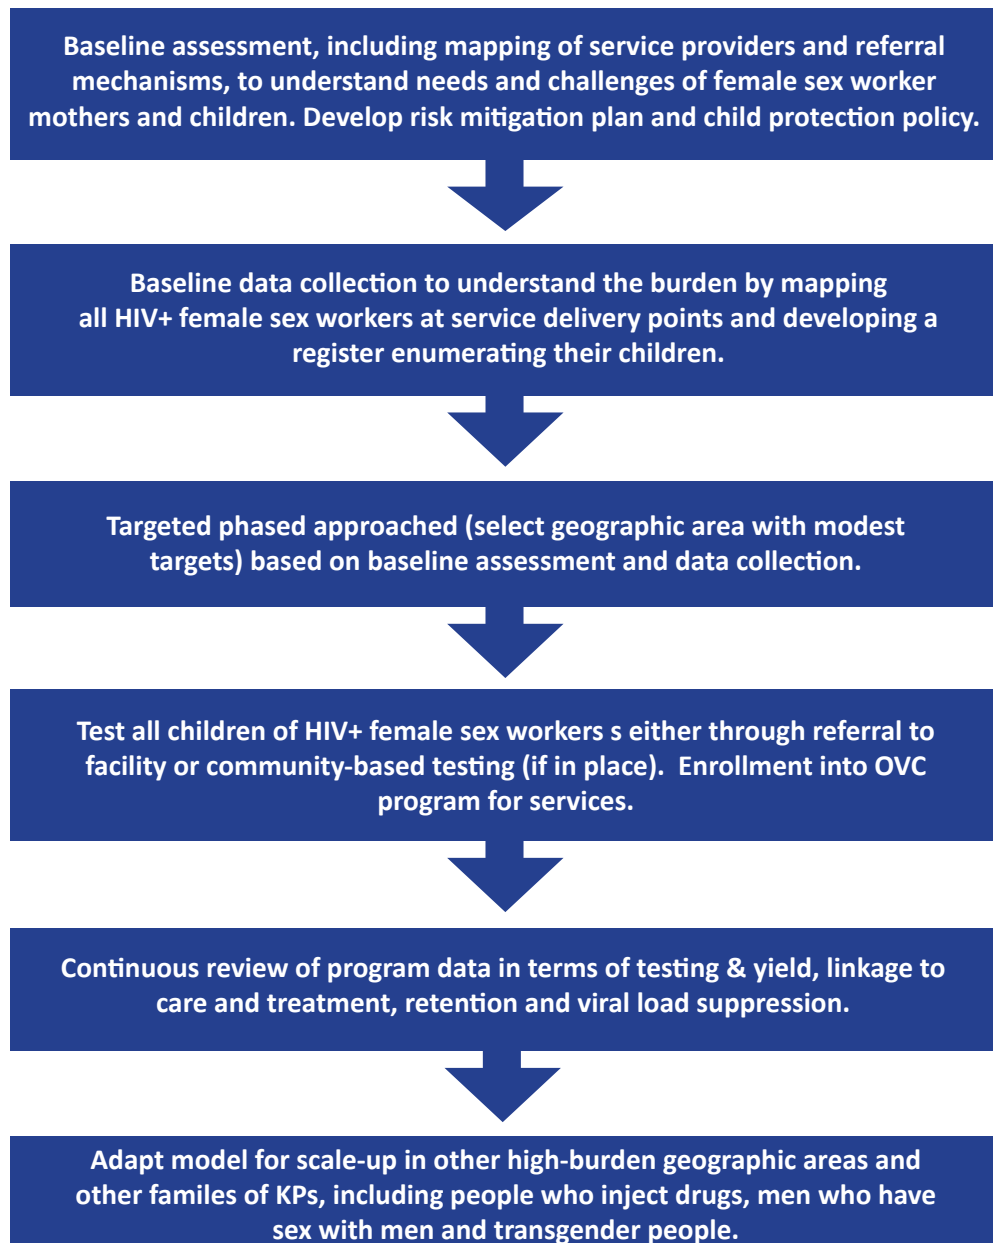 Baseline assessment, including mapping of service providers and referral
mechanisms, to understand needs and challenges of female sex worker
mothers and children. Develop risk mitigation plan and child protection policy.
Baseline data collection to understand the burden by mapping
all HIV+ female sex workers at service delivery points and developing a
register enumerating their children.
Targeted phased approached (select geographic area with modest
targets) based on baseline assessment and data collection.
Test all children of HIV+ female sex workers s either through referral to
facility or community-based testing (if in place).  Enrollment into OVC
program for services.
Continuous review of program data in terms of testing & yield, linkage to
care and treatment, retention and viral load suppression.
Adapt model for scale-up in other high-burden geographic areas and
other familes of KPs, including people who inject drugs, men who have
sex with men and transgender people.